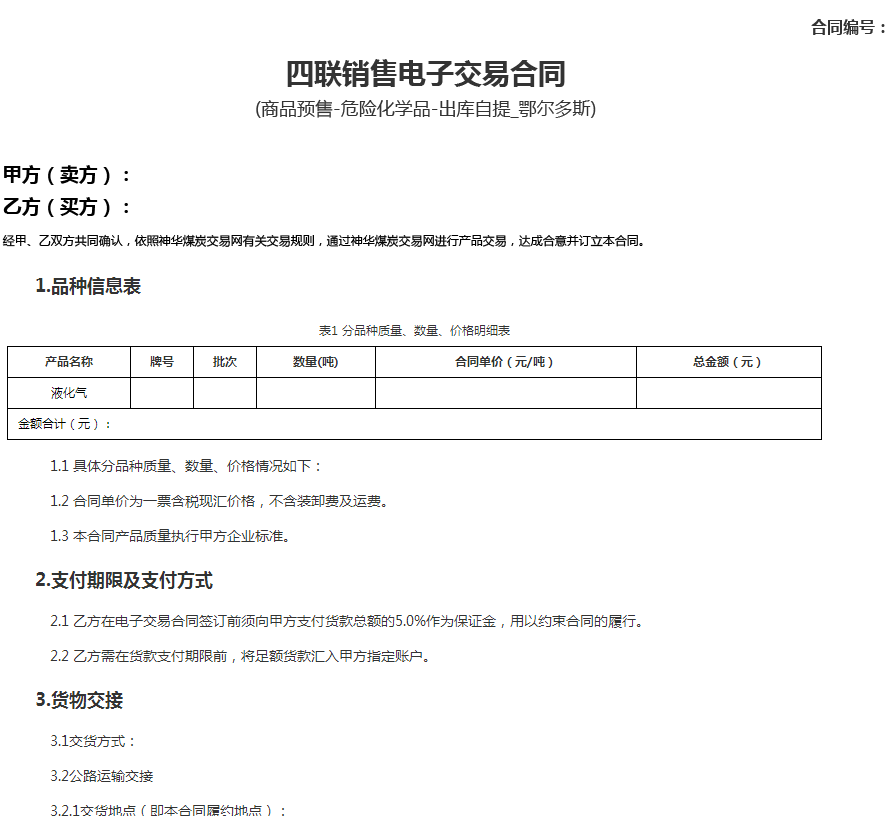 合同编号：
四联销售电子交易合同
(商品预售-危险化学品-出库自提_鄂尔多斯)
甲方（卖方）：
乙方（买方）：
经甲、乙双方共同确认，依照神华煤炭交易网有关交易规则，通过神华煤炭交易网进行产品交易，达成合意并订立本合同。
1.品种信息表
表1 分品种质量、数量、价格明细表
产品名称 牌号 批次 数量(吨) 合同单价（元/吨） 总金额（元）
液化气
金额合计（元）：
1.1 具体分品种质量、数量、价格情况如下：
1.2 合同单价为一票含税现汇价格，不含装卸费及运费。
1.3 本合同产品质量执行甲方企业标准。
2.支付期限及支付方式
2.1 乙方在电子交易合同签订前须向甲方支付货款总额的5.0%作为保证金，用以约束合同的履行。
2.2 乙方需在货款支付期限前，将足额货款汇入甲方指定账户。
3.货物交接
3.1交货方式：
3.2公路运输交接
3.2.1交货地点（即本合同履约地点）：